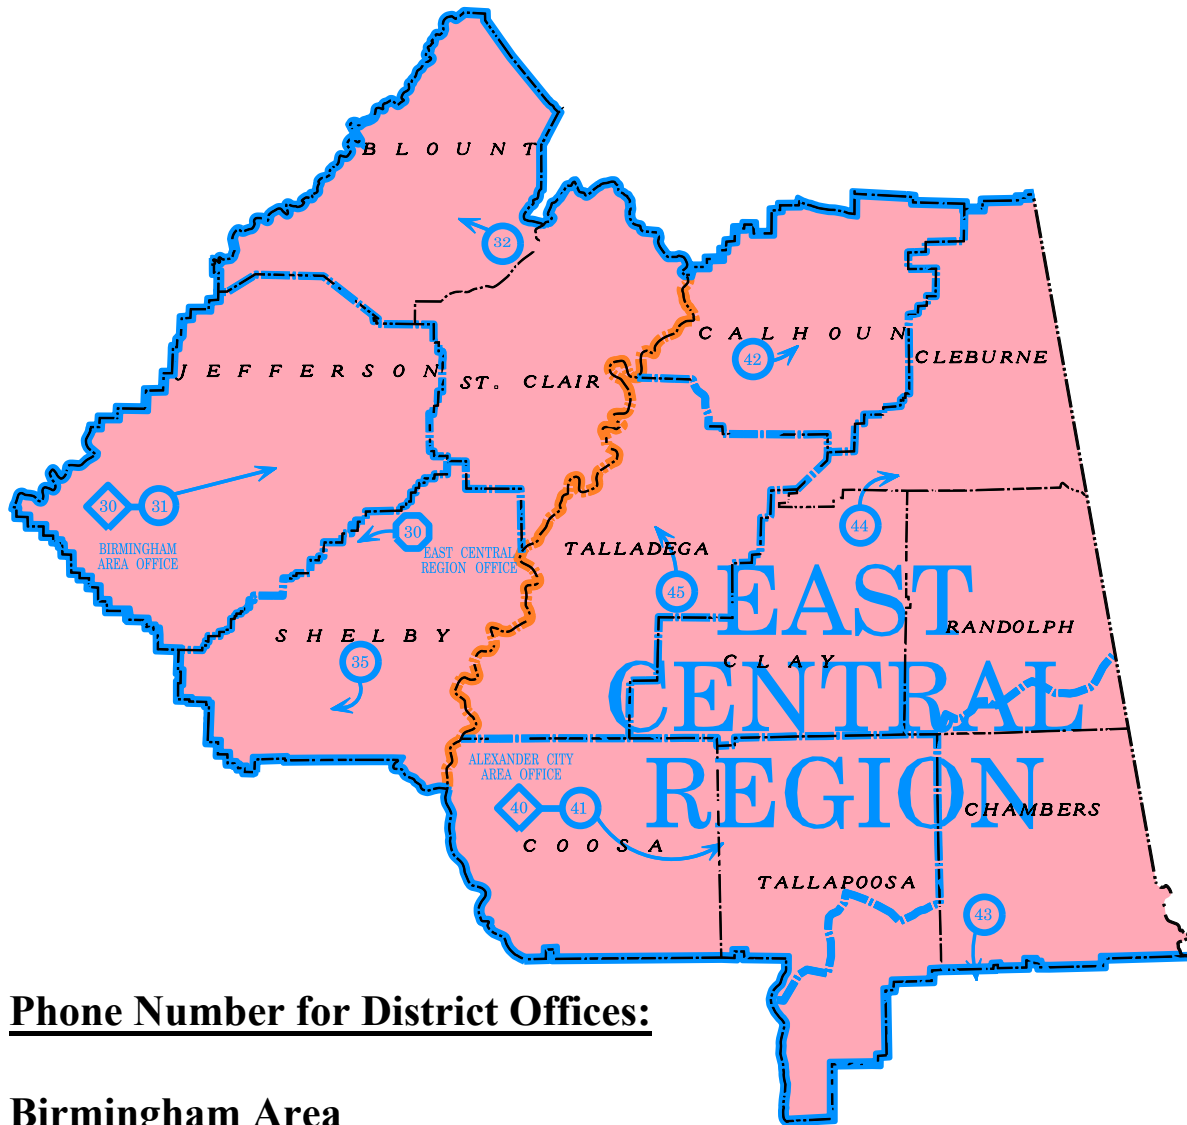 BLOUNT
32
CALHOUN
42
CLEBURNE
JEFFERSON
ST. CLAIR
30
31
BIRMINGHAM
AREA OFFICE
30
EAST CENTRAL
REGION OFFICE
44
TALLADEGA
45
EAST
CENTRAL
REGION
RANDOLPH
SHELBY
35
CLAY
ALEXANDER CITY
AREA OFFICE
40
41
COOSA
CHAMBERS
TALLAPOOSA
43
Phone Number for District Offices:
Birmingham Area